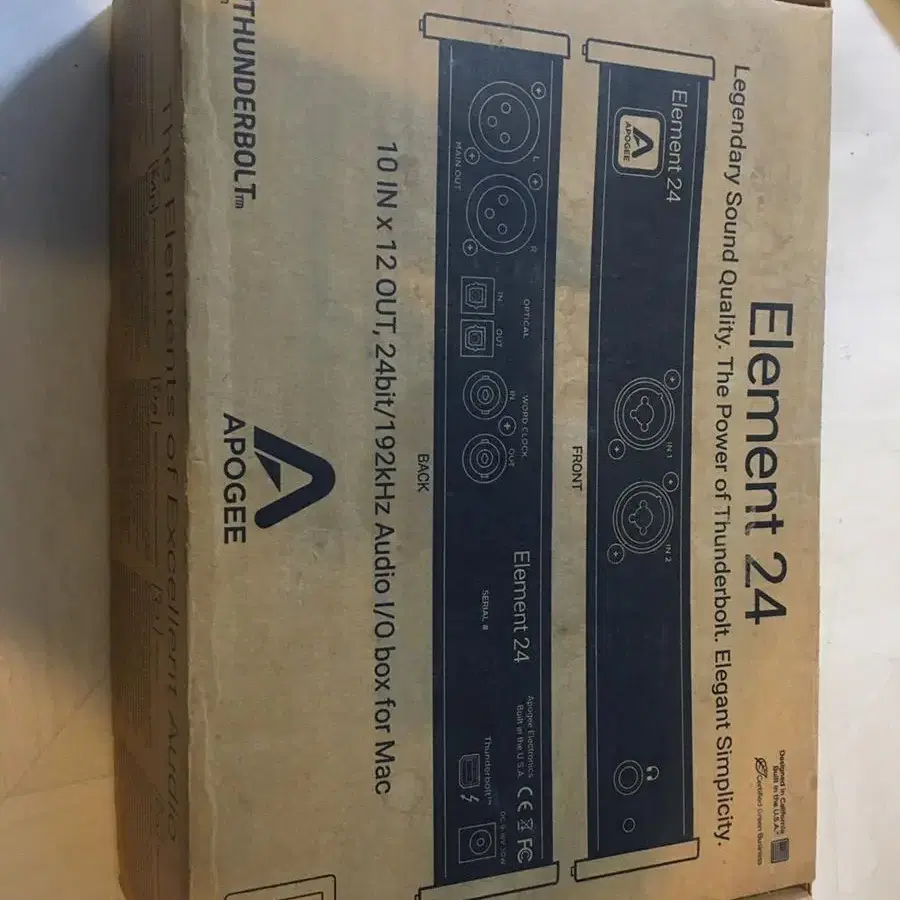 Element 24
Designed in California
Built in the U.S.A.*
Certified Green Business
Legendary Sound Quality. The Power of Thunderbolt. Elegant Simplicity.
Element 24
APOGEE
IN 1
IN 2
FRONT
L
R
MAIN OUT
OPTICAL
IN
OUT
WORD CLOCK
IN
OUT
Element 24
SERIAL #
Apogee Electronics
Built in the U.S.A.
CE
FC
Thunderbolt™
BACK
10 IN x 12 OUT, 24bit/192kHz Audio I/O box for Mac
THUNDERBOLT™
APOGEE
The Elements of Excellent Audio